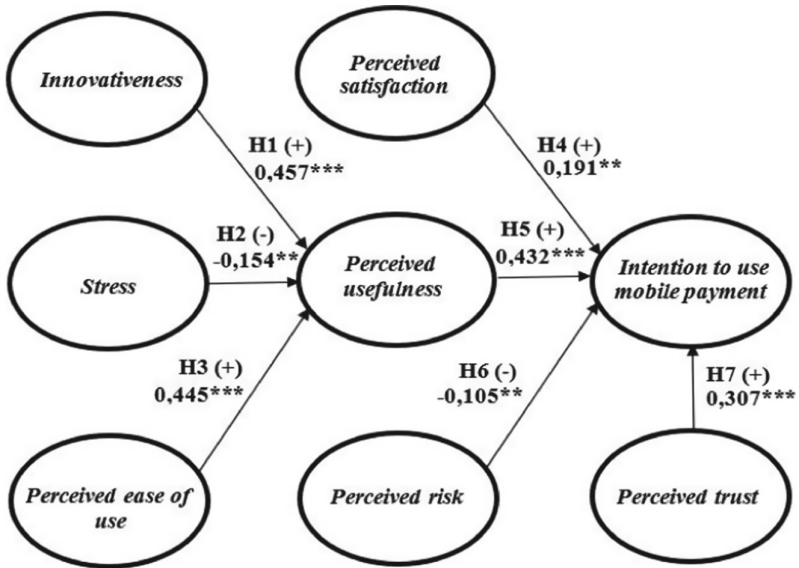 Innovativeness
Perceived
satisfaction
H1 (+)
0,457***
H4 (+)
0,191**
Stress
H2 (-)
-0,154**
Perceived
usefulness
H5 (+)
0,432***
Intention to use
mobile payment
H3 (+)
0,445***
H6 (-)
-0,105**
H7 (+)
0,307***
Perceived ease of
use
Perceived risk
Perceived trust